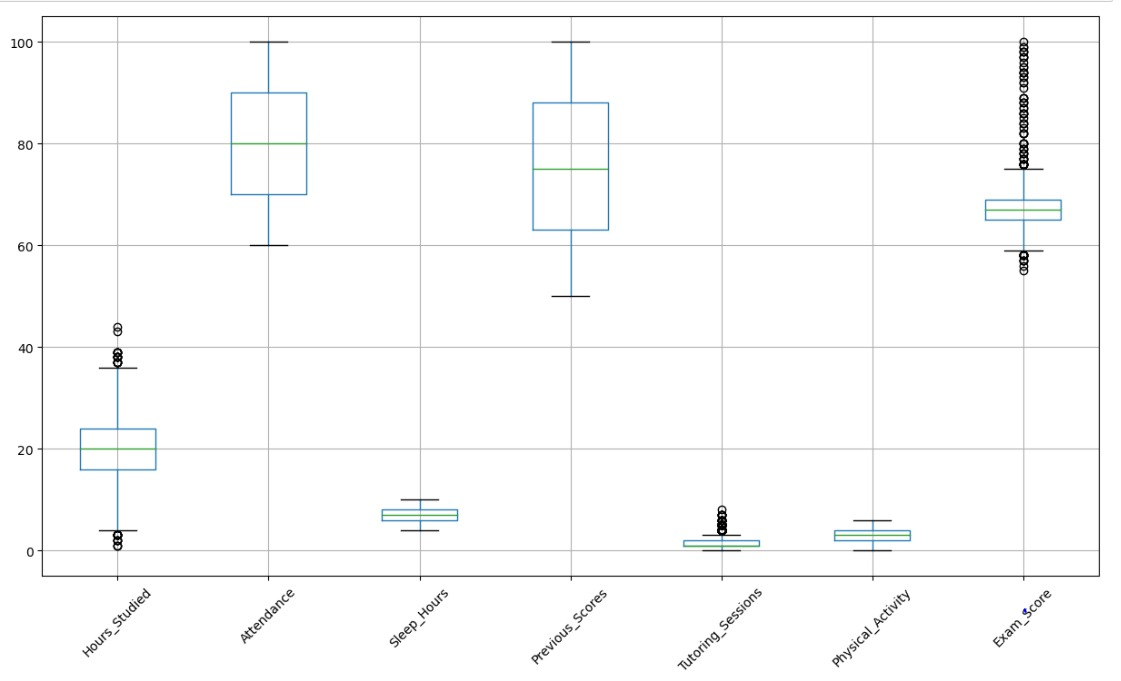 100
80
60
40
20
0
Hours_Studied
Attendance
Sleep_Hours
Previous_Scores
Tutoring_Sessions
Physical_Activity
Exam_Score